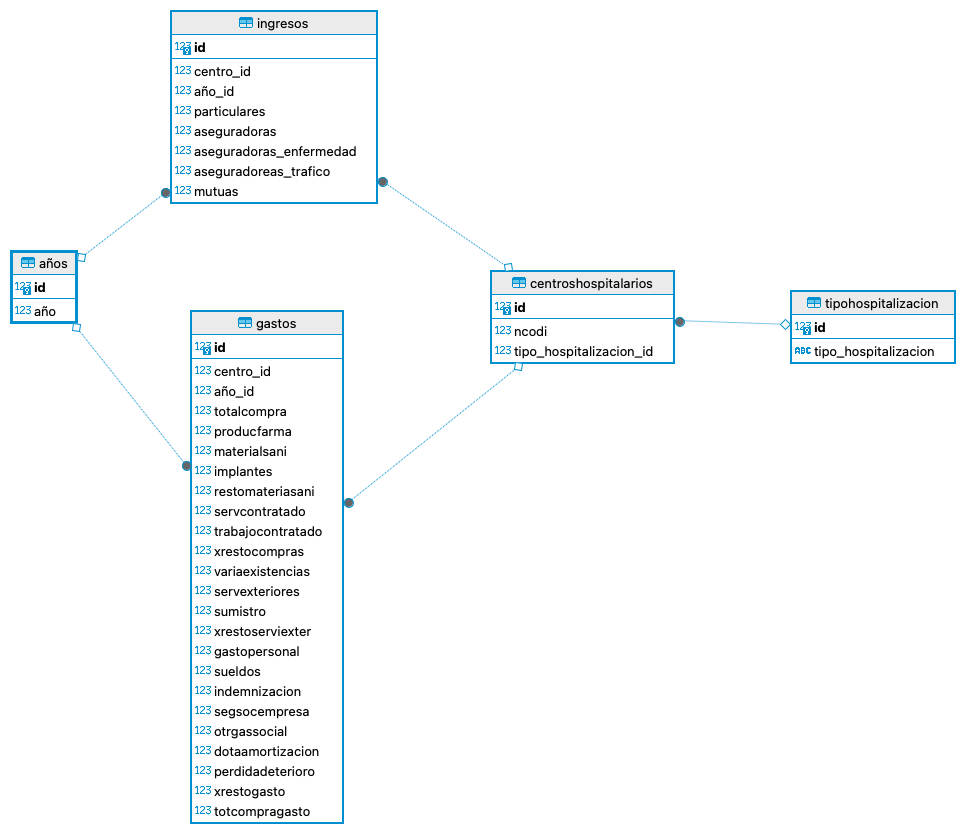 ingresos
123 id
123 centro_id
123 año_id
123 particulares
123 aseguradoras
123 aseguradoras_enfermedad
123 aseguradoreas_trafico
123 mutuas
años
123 id
123 año
gastos
123 id
123 centro_id
123 año_id
123 totalcompra
123 producfarma
123 materialsani
123 implantes
123 restomateriasani
123 servcontratado
123 trabajocontratado
123 xrestocompras
123 variaexistencias
123 servexteriores
123 sumistro
123 xrestoserviexter
123 gastopersonal
123 sueldos
123 indemnizacion
123 segsocempresa
123 otrgassocial
123 dotaamortizacion
123 perdidadeterioro
123 xrestogasto
123 totcompragasto
centroshospitalarios
123 id
123 ncodi
123 tipo_hospitalizacion_id
tipohospitalizacion
123 id
ABC tipo_hospitalizacion